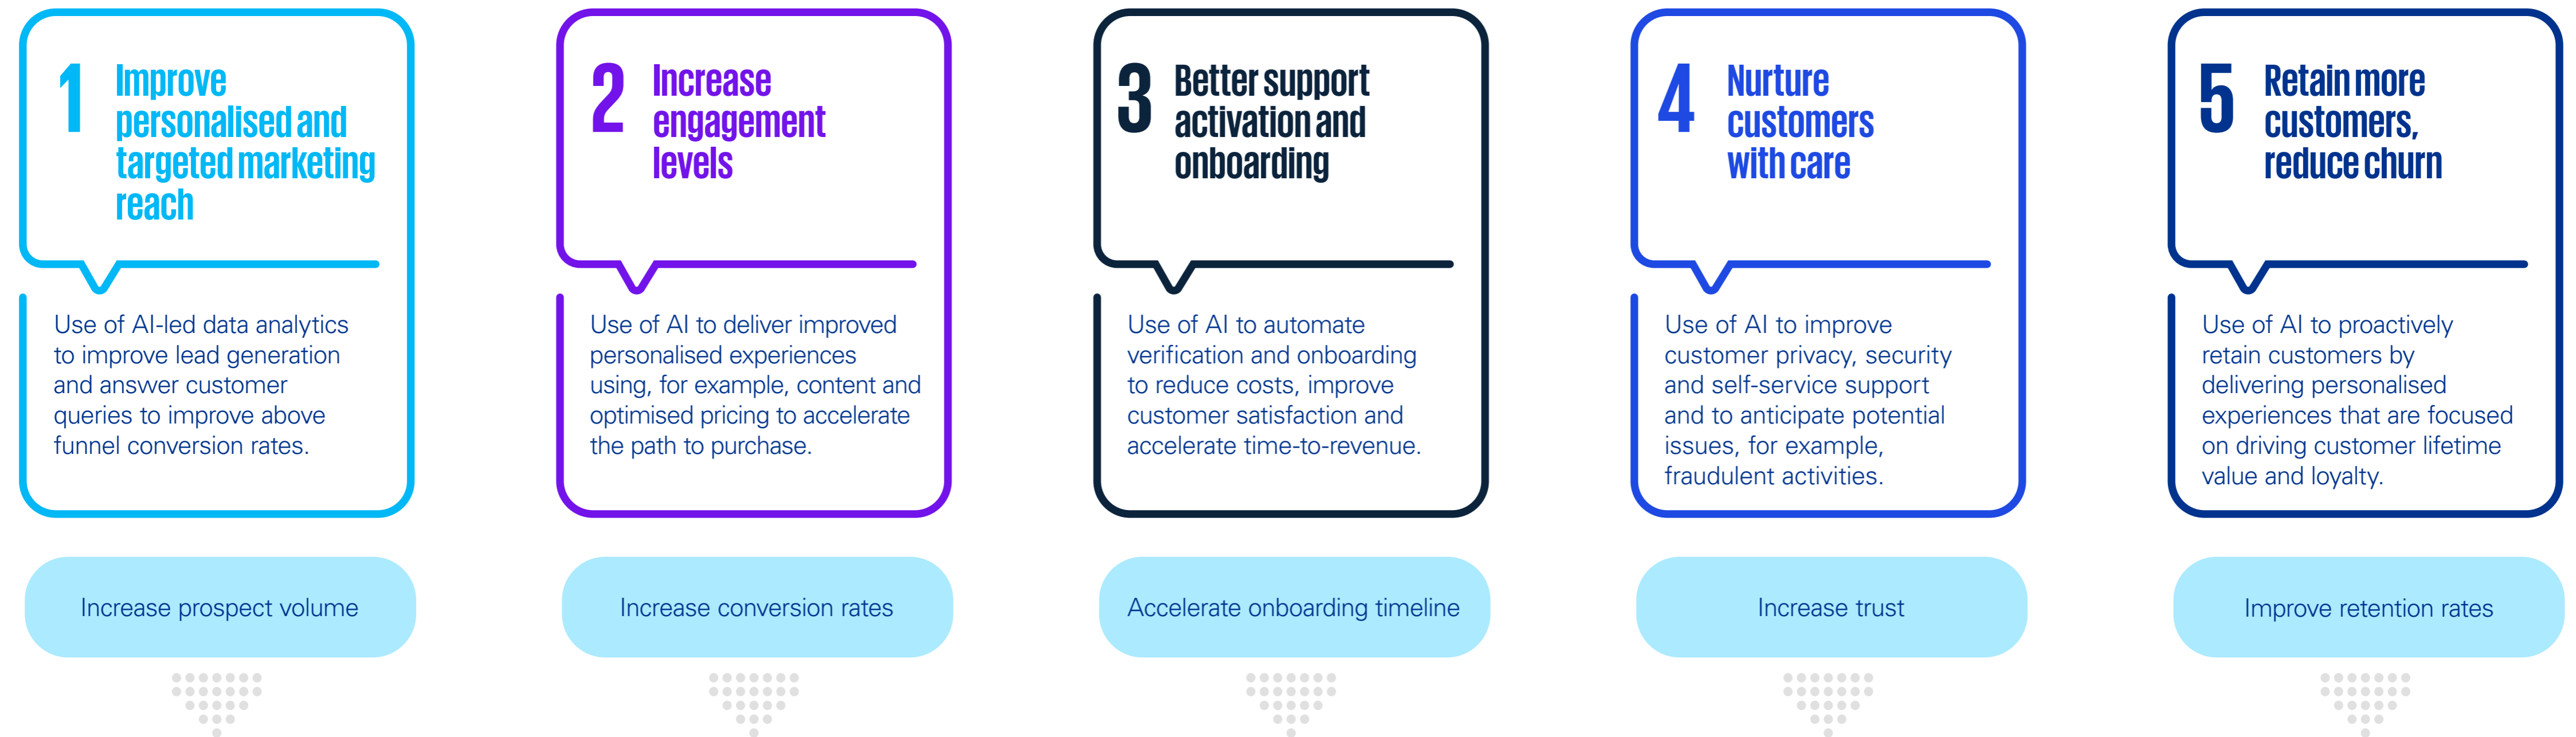 1
Improve
personalised and
targeted marketing
reach
Use of AI-led data analytics
to improve lead generation
and answer customer
queries to improve above
funnel conversion rates.
Increase prospect volume
2
Increase
engagement
levels
Use of AI to deliver improved
personalised experiences
using, for example, content and
optimised pricing to accelerate
the path to purchase.
Increase conversion rates
3
Better support
activation and
onboarding
Use of AI to automate
verification and onboarding
to reduce costs, improve
customer satisfaction and
accelerate time-to-revenue.
Accelerate onboarding timeline
4
Nurture
customers
with care
Use of AI to improve
customer privacy, security
and self-service support
and to anticipate potential
issues, for example,
fraudulent activities.
Increase trust
5
Retain more
customers,
reduce churn
Use of AI to proactively
retain customers by
delivering personalised
experiences that are focused
on driving customer lifetime
value and loyalty.
Improve retention rates